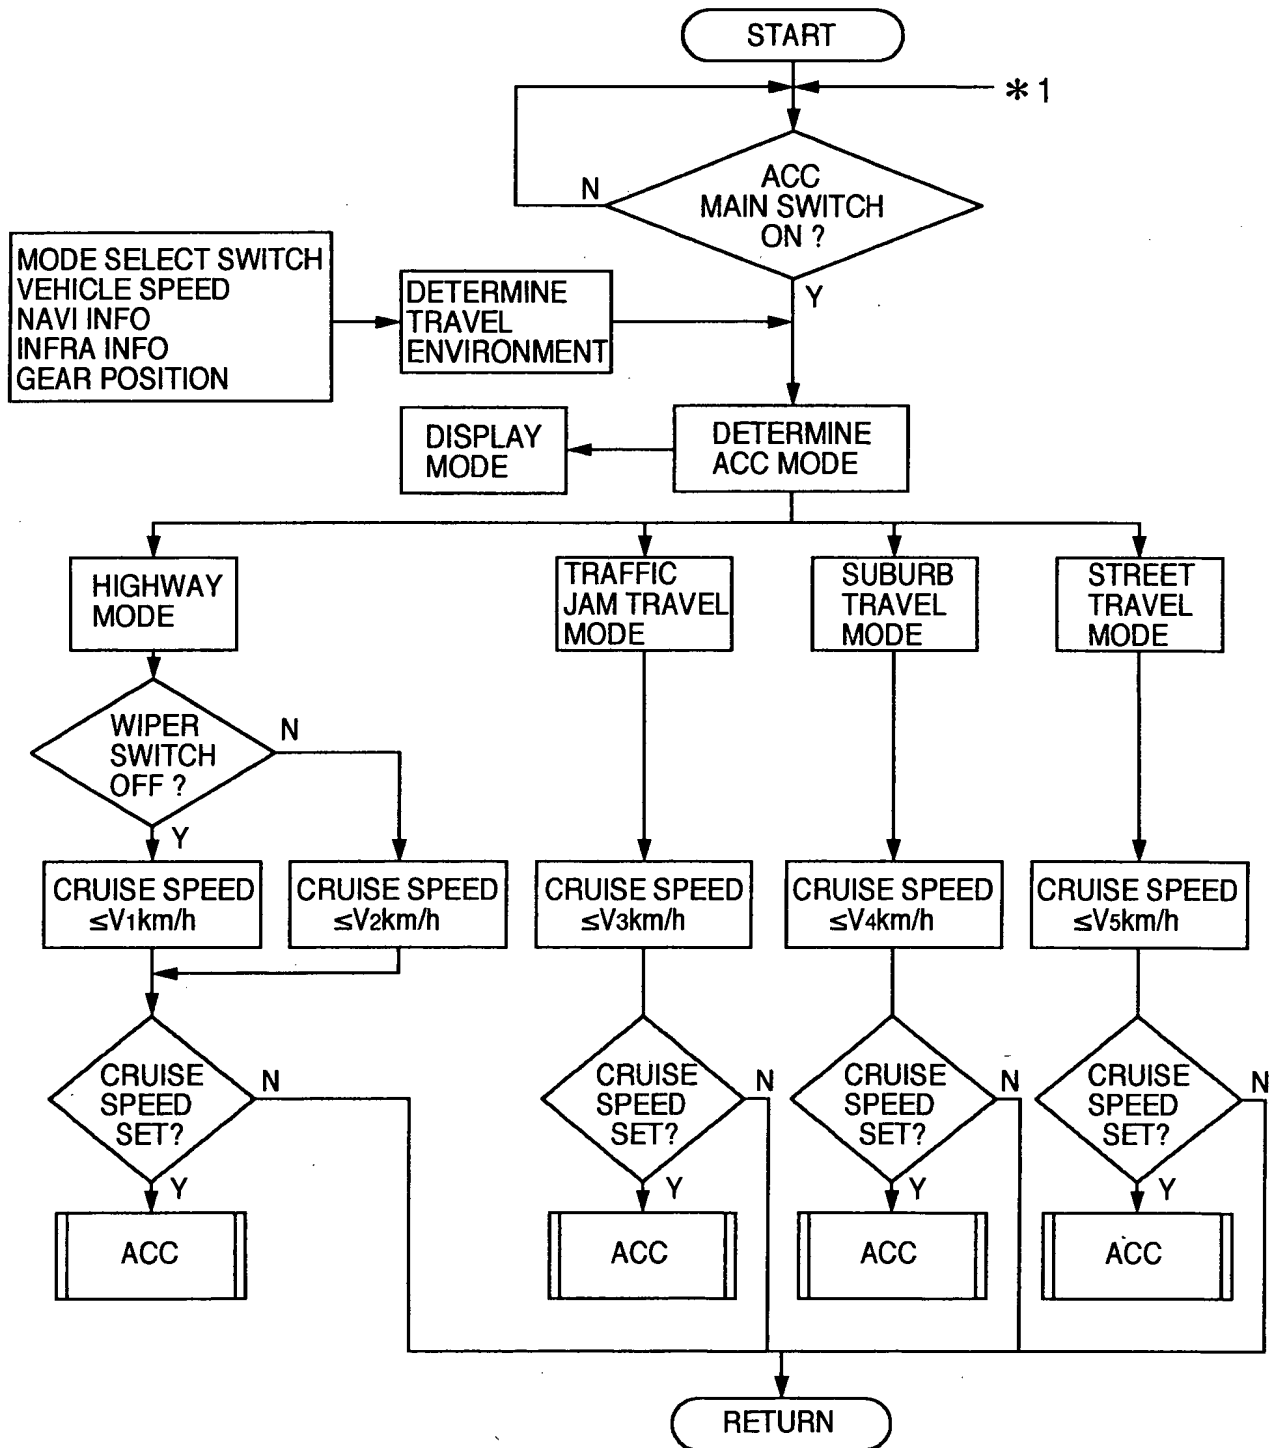 START
*1
ACC
MAIN SWITCH
ON ?
N
Y
MODE SELECT SWITCH
VEHICLE SPEED
NAVI INFO
INFRA INFO
GEAR POSITION
DETERMINE
TRAVEL
ENVIRONMENT
DISPLAY
MODE
DETERMINE
ACC MODE
HIGHWAY
MODE
TRAFFIC
JAM TRAVEL
MODE
SUBURB
TRAVEL
MODE
STREET
TRAVEL
MODE
WIPER
SWITCH
OFF ?
N
Y
CRUISE SPEED
≤V1km/h
CRUISE SPEED
≤V2km/h
CRUISE SPEED
≤V3km/h
CRUISE SPEED
≤V4km/h
CRUISE SPEED
≤V5km/h
CRUISE
SPEED
SET?
N
Y
CRUISE
SPEED
SET?
N
Y
CRUISE
SPEED
SET?
N
Y
CRUISE
SPEED
SET?
N
Y
ACC
ACC
ACC
ACC
RETURN